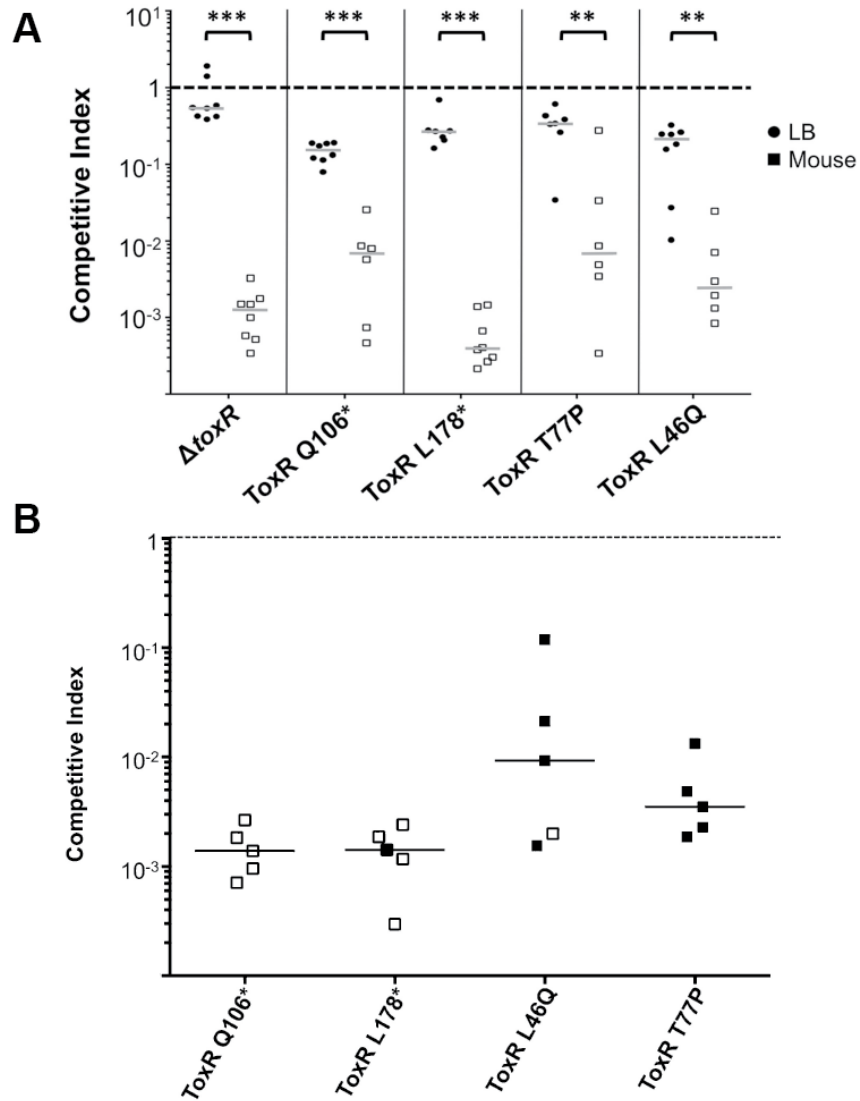 A
*** *** *** ** **
10¹
1
10⁻¹
10⁻²
10⁻³
Competitive Index
LB
Mouse
ΔtoxR
ToxR Q106*
ToxR L178*
ToxR T77P
ToxR L46Q
B
1
10⁻¹
10⁻²
10⁻³
Competitive Index
ToxR Q106*
ToxR L178*
ToxR L46Q
ToxR T77P